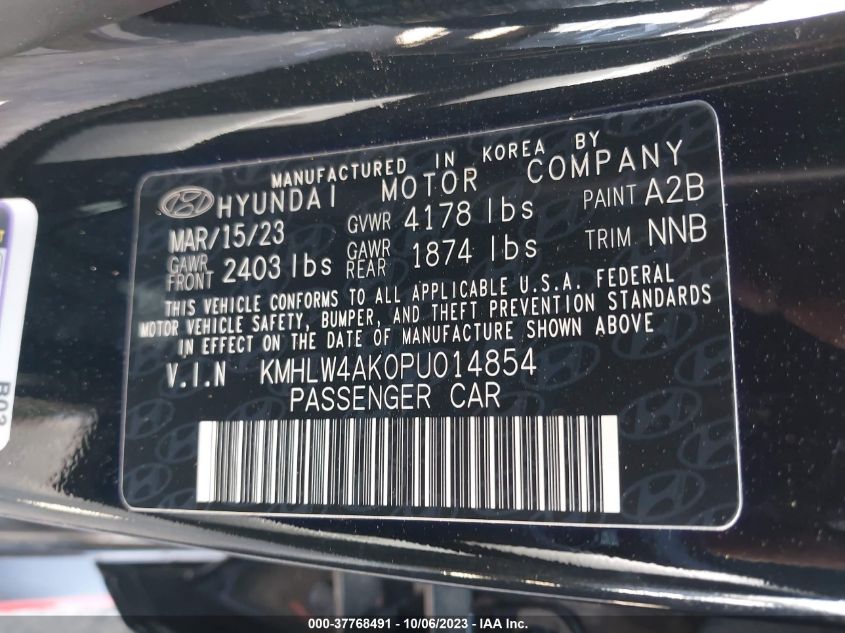 MANUFACTURED IN KOREA BY
HYUNDAI MOTOR COMPANY
MAR/15/23 GVWR 4178 lbs PAINT A2B
GAWR FRONT 2403 lbs GAWR REAR 1874 lbs TRIM NNB
THIS VEHICLE CONFORMS TO ALL APPLICABLE U.S.A. FEDERAL
MOTOR VEHICLE SAFETY, BUMPER, AND THEFT PREVENTION STANDARDS
IN EFFECT ON THE DATE OF MANUFACTURE SHOWN ABOVE
V.I.N KMHLW4AK0PU014854
PASSENGER CAR
000-37768491 - 10/06/2023 - IAA Inc.